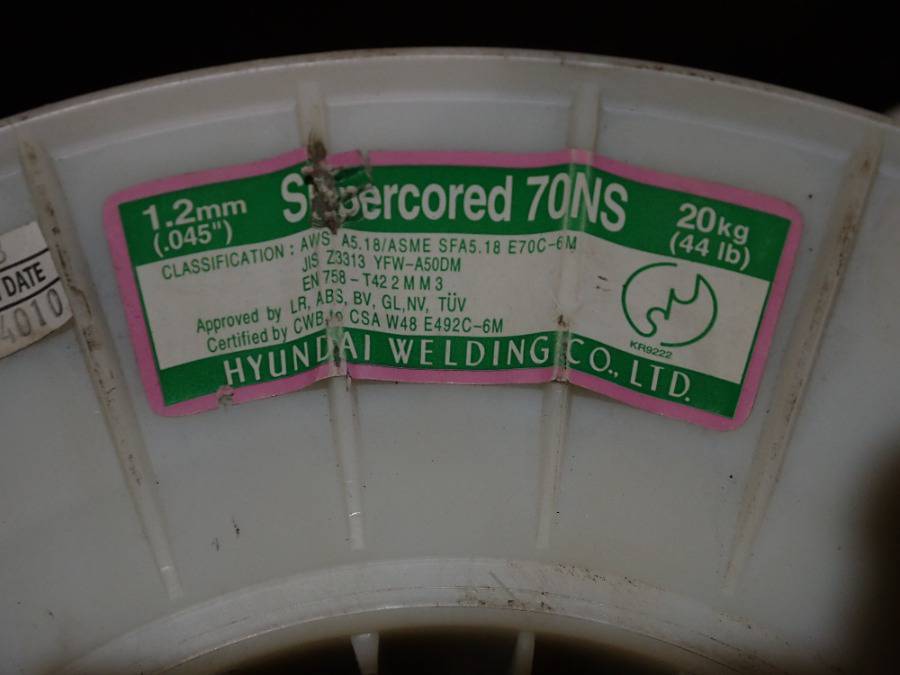 1.2mm
(.045")
Supercored 70NS
20kg
(44 lb)
CLASSIFICATION : AWS A5.18/ASME SFA5.18 E70C-6M
JIS Z3313 YFW-A50DM
EN 758-T42 2 M M 3
Approved by LR, ABS, BV, GL, NV, TÜV
Certified by CWB to CSA W48 E492C-6M
KR9222
HYUNDAI WELDING CO., LTD.
DATE
4010